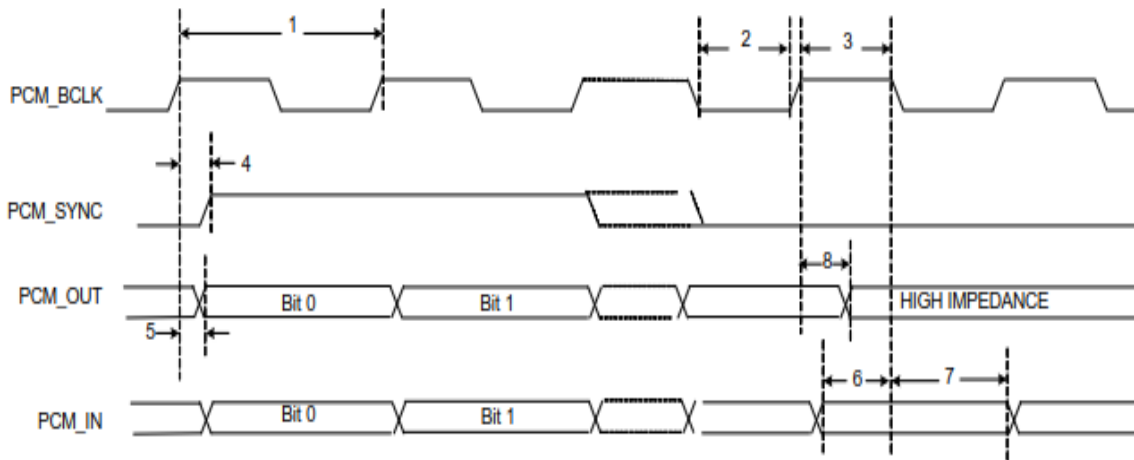 1
2
3
PCM_BCLK
4
PCM_SYNC
8
PCM_OUT
Bit 0
Bit 1
HIGH IMPEDANCE
5
6
7
PCM_IN
Bit 0
Bit 1